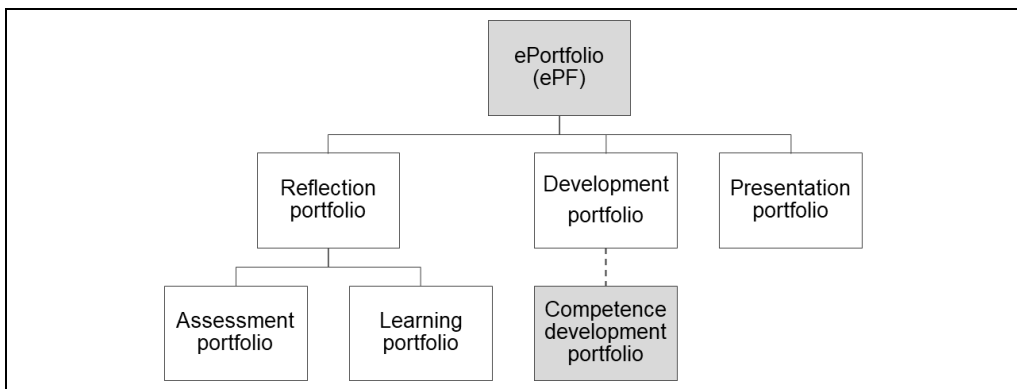 ePortfolio
(ePF)
Reflection
portfolio
Development
portfolio
Presentation
portfolio
Assessment
portfolio
Learning
portfolio
Competence
development
portfolio